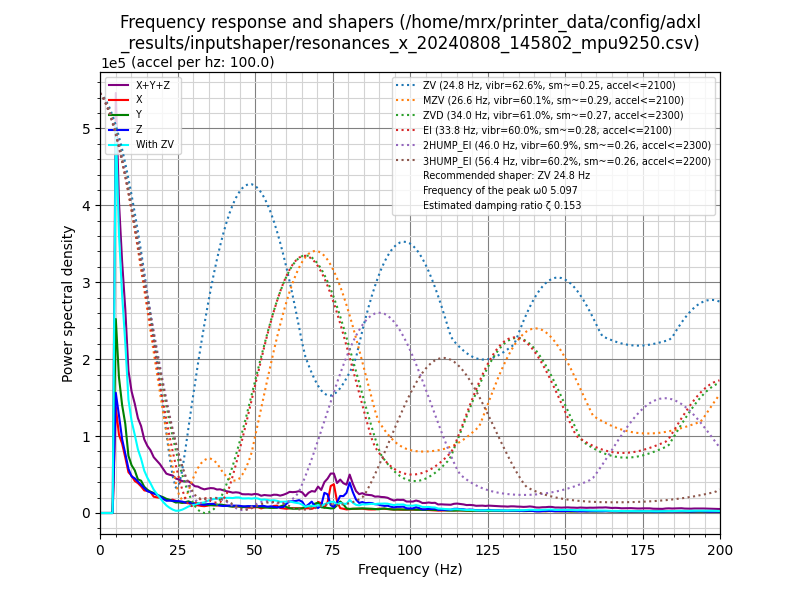 Frequency response and shapers (/home/mrx/printer_data/config/adxl
_results/inputshaper/resonances_x_20240808_145802_mpu9250.csv)
1e5 (accel per hz: 100.0)
X+Y+Z
X
Y
Z
With ZV
ZV (24.8 Hz, vibr=62.6%, sm~=0.25, accel<=2100)
MZV (26.6 Hz, vibr=60.1%, sm~=0.29, accel<=2100)
ZVD (34.0 Hz, vibr=61.0%, sm~=0.27, accel<=2300)
EI (33.8 Hz, vibr=60.0%, sm~=0.28, accel<=2100)
2HUMP_EI (46.0 Hz, vibr=60.9%, sm~=0.26, accel<=2300)
3HUMP_EI (56.4 Hz, vibr=60.2%, sm~=0.26, accel<=2200)
Recommended shaper: ZV 24.8 Hz
Frequency of the peak ω0 5.097
Estimated damping ratio ζ 0.153
Power spectral density
5
4
3
2
1
0
0 25 50 75 100 125 150 175 200
Frequency (Hz)